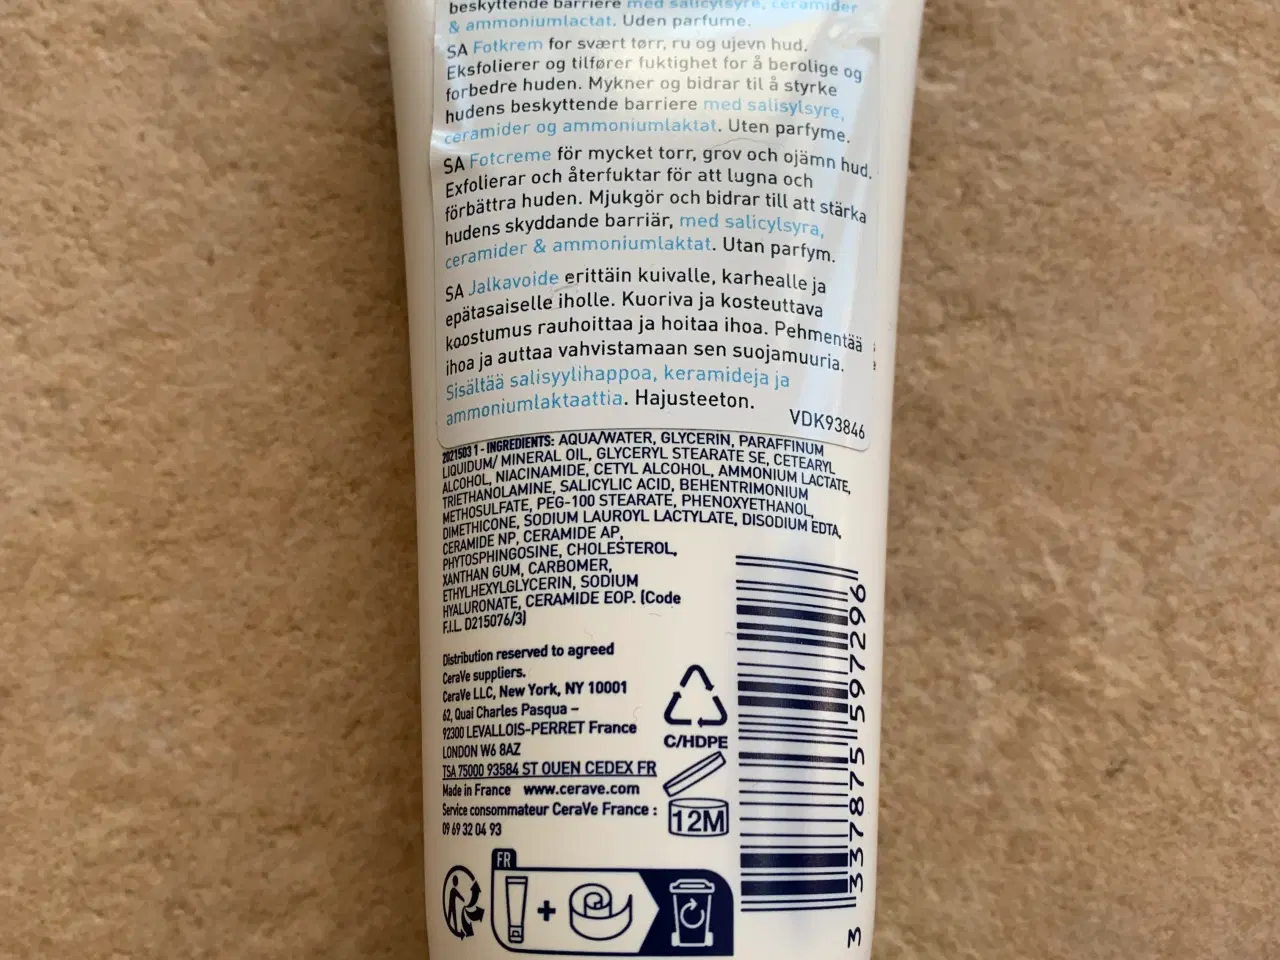 beskyttende barriere med salicylsyre, ceramider
& ammoniumlactat. Uden parfume.
SA Fotkrem for svært tørr, ru og ujevn hud.
Eksfolierer og tilfører fuktighet for å berolige og
forbedre huden. Mykner og bidrar til å styrke
hudens beskyttende barriere med salisylsyre,
ceramider og ammoniumlaktat. Uten parfyme.
SA Fotcreme för mycket torr, grov och ojämn hud.
Exfolierar och återfuktar för att lugna och
förbättra huden. Mjukgör och bidrar till att stärka
hudens skyddande barriär, med salicylsyra,
ceramider & ammoniumlaktat. Utan parfym.
SA Jalkavoide erittäin kuivalle, karhealle ja
epätasaiselle iholle. Kuoriva ja kosteuttava
koostumus rauhoittaa ja hoitaa ihoa. Pehmentää
ihoa ja auttaa vahvistamaan sen suojamuuria.
Sisältää salisyylihappoa, keramideja ja
ammoniumlaktaattia. Hajusteeton.
VDK93846
2021503 1 - INGREDIENTS: AQUA/WATER, GLYCERIN, PARAFFINUM
LIQUIDUM/ MINERAL OIL, GLYCERYL STEARATE SE, CETEARYL
ALCOHOL, NIACINAMIDE, CETYL ALCOHOL, AMMONIUM LACTATE,
TRIETHANOLAMINE, SALICYLIC ACID, BEHENTRIMONIUM
METHOSULFATE, PEG-100 STEARATE, PHENOXYETHANOL,
DIMETHICONE, SODIUM LAUROYL LACTYLATE, DISODIUM EDTA,
CERAMIDE NP, CERAMIDE AP,
PHYTOSPHINGOSINE, CHOLESTEROL,
XANTHAN GUM, CARBOMER,
ETHYLHEXYLGLYCERIN, SODIUM
HYALURONATE, CERAMIDE EOP. (Code
F.I.L. D215076/3)
Distribution reserved to agreed
CeraVe suppliers.
CeraVe LLC, New York, NY 10001
62, Quai Charles Pasqua –
92300 LEVALLOIS-PERRET France
LONDON W6 8AZ
TSA 75000 93584 ST OUEN CEDEX FR
Made in France www.cerave.com
Service consommateur CeraVe France :
09 69 32 04 93
C/HDPE
12M
FR
3 337875 597296